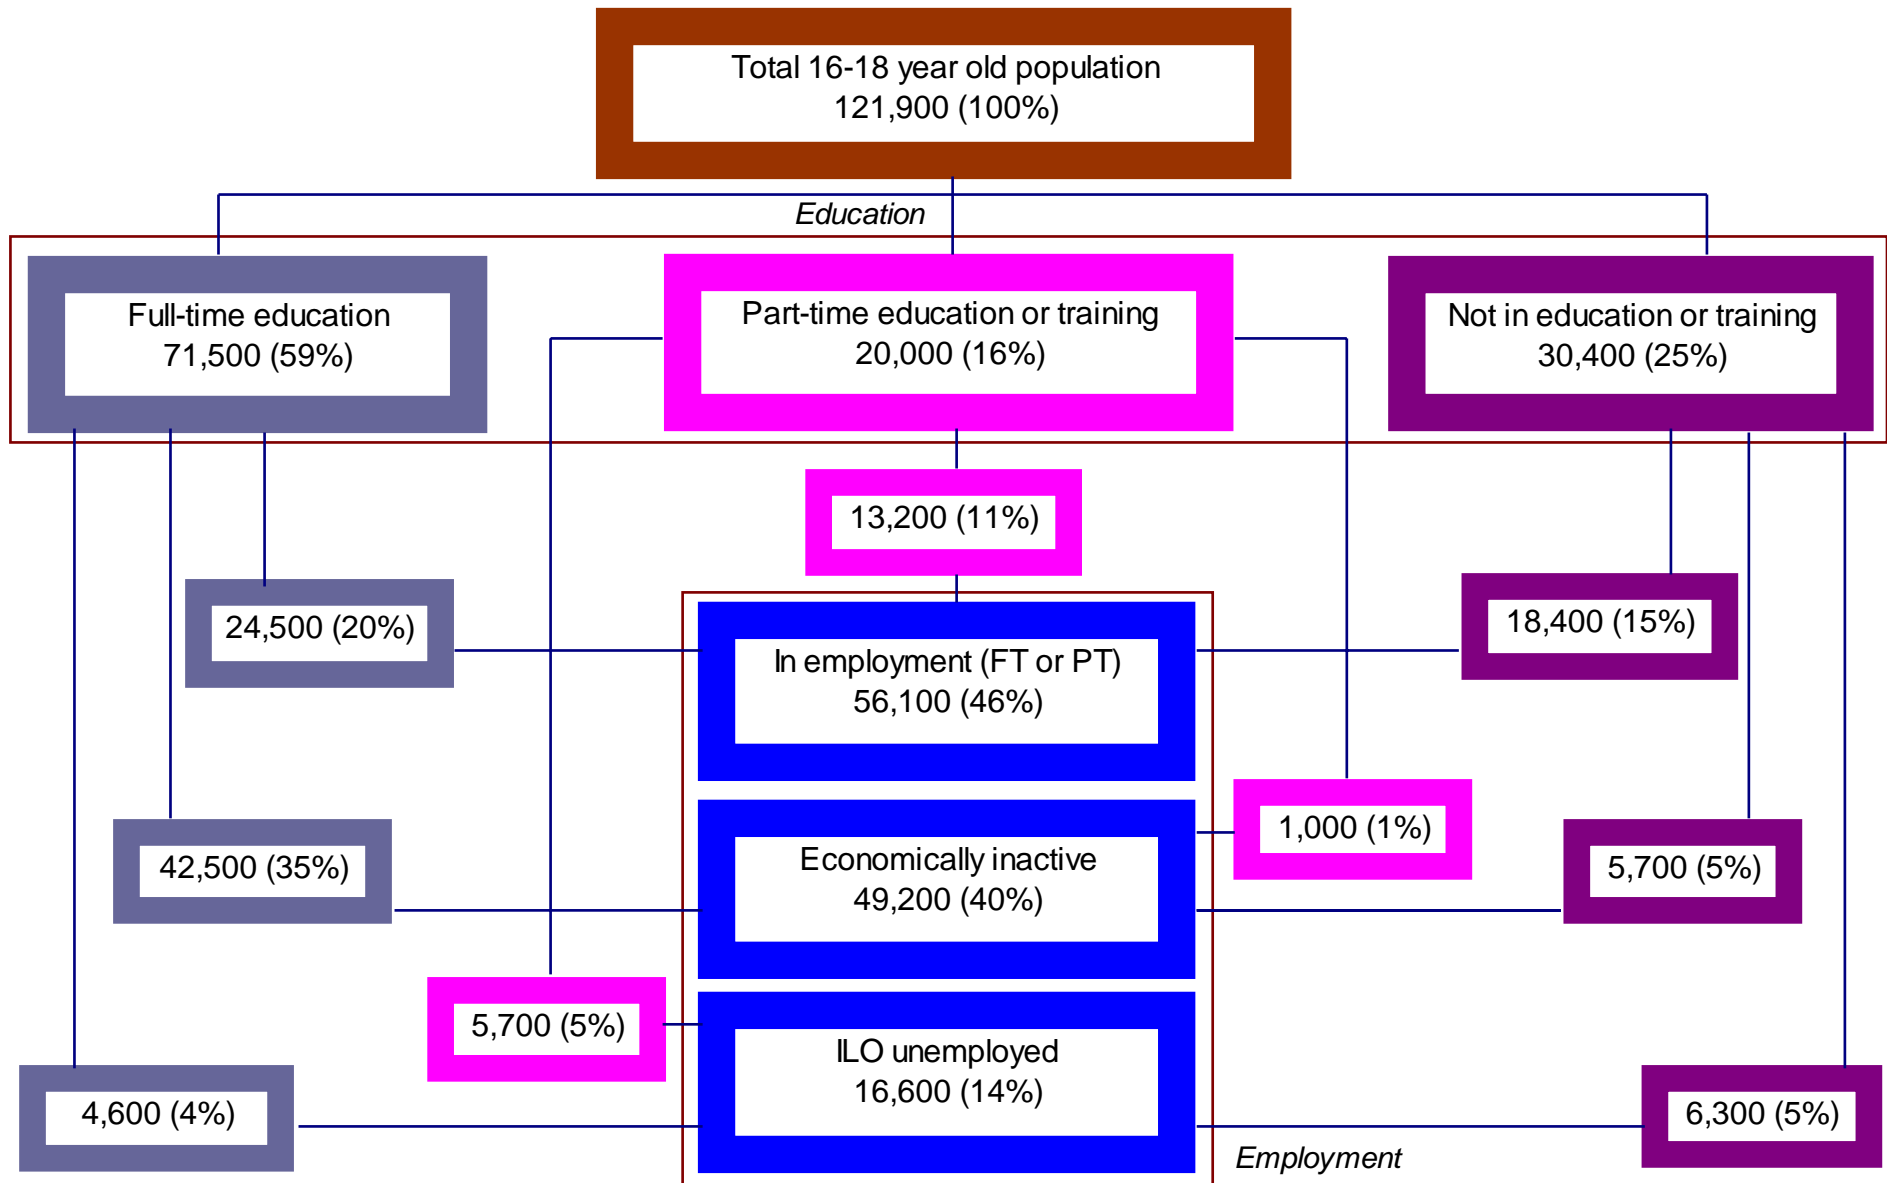 Total 16-18 year old population
121,900 (100%)
Education
Full-time education
71,500 (59%)
Part-time education or training
20,000 (16%)
Not in education or training
30,400 (25%)
13,200 (11%)
24,500 (20%)
18,400 (15%)
In employment (FT or PT)
56,100 (46%)
1,000 (1%)
42,500 (35%)
Economically inactive
49,200 (40%)
5,700 (5%)
5,700 (5%)
ILO unemployed
16,600 (14%)
4,600 (4%)
6,300 (5%)
Employment